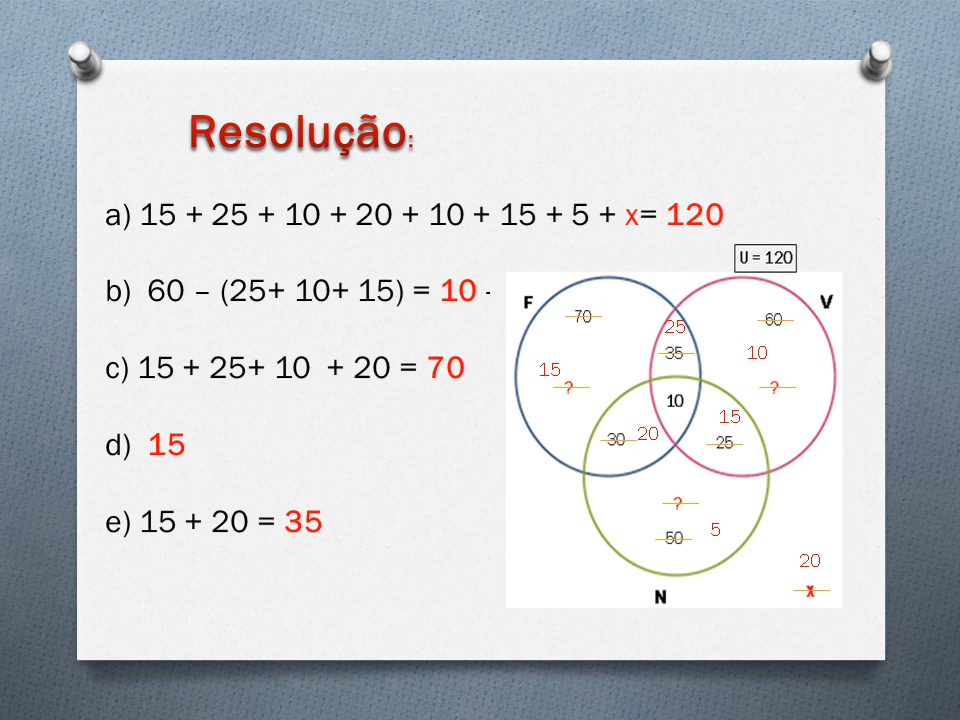 Resolução:
a) 15 + 25 + 10 + 20 + 10 + 15 + 5 + x= 120
U = 120
b) 60 – (25+ 10+ 15) = 10 -
F
70
25
60
V
35
10
c) 15 + 25+ 10 + 20 = 70
15
?
?
10
15
30
20
25
d) 15
?
e) 15 + 20 = 35
5
50
20
x
N